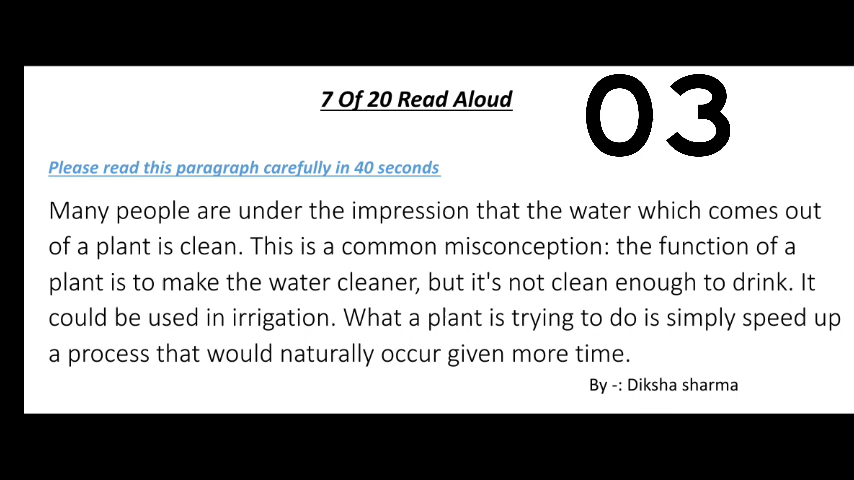 7 Of 20 Read Aloud
03
Please read this paragraph carefully in 40 seconds
Many people are under the impression that the water which comes out
of a plant is clean. This is a common misconception: the function of a
plant is to make the water cleaner, but it's not clean enough to drink. It
could be used in irrigation. What a plant is trying to do is simply speed up
a process that would naturally occur given more time.
By -: Diksha sharma